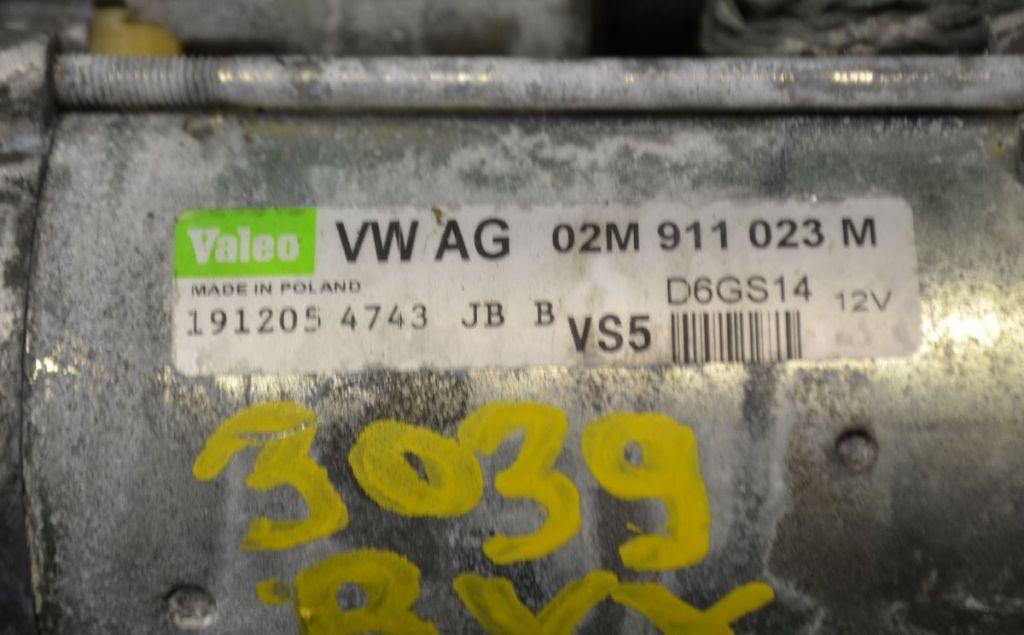 Valeo VW AG 02M 911 023 M
MADE IN POLAND D6GS14 12V
191205 4743 JB B VS5
3039